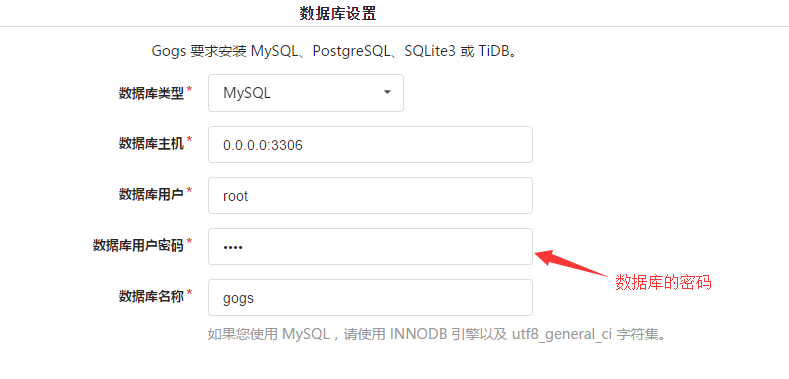 数据库设置
Gogs 要求安装 MySQL、PostgreSQL、SQLite3 或 TiDB。
数据库类型* MySQL
数据库主机* 0.0.0.0:3306
数据库用户* root
数据库用户密码* ••••
数据库的密码
数据库名称* gogs
如果您使用 MySQL，请使用 INNODB 引擎以及 utf8_general_ci 字符集。